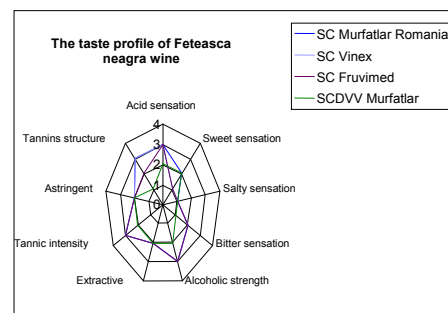 The taste profile of Feteasca
neagra wine
SC Murfatlar Romania
SC Vinex
SC Fruvimed
SCDVV Murfatlar
Acid sensation
Sweet sensation
Salty sensation
Bitter sensation
Alcoholic strength
Extractive
Tannic intensity
Astringent
Tannins structure
4
3
2
1
0